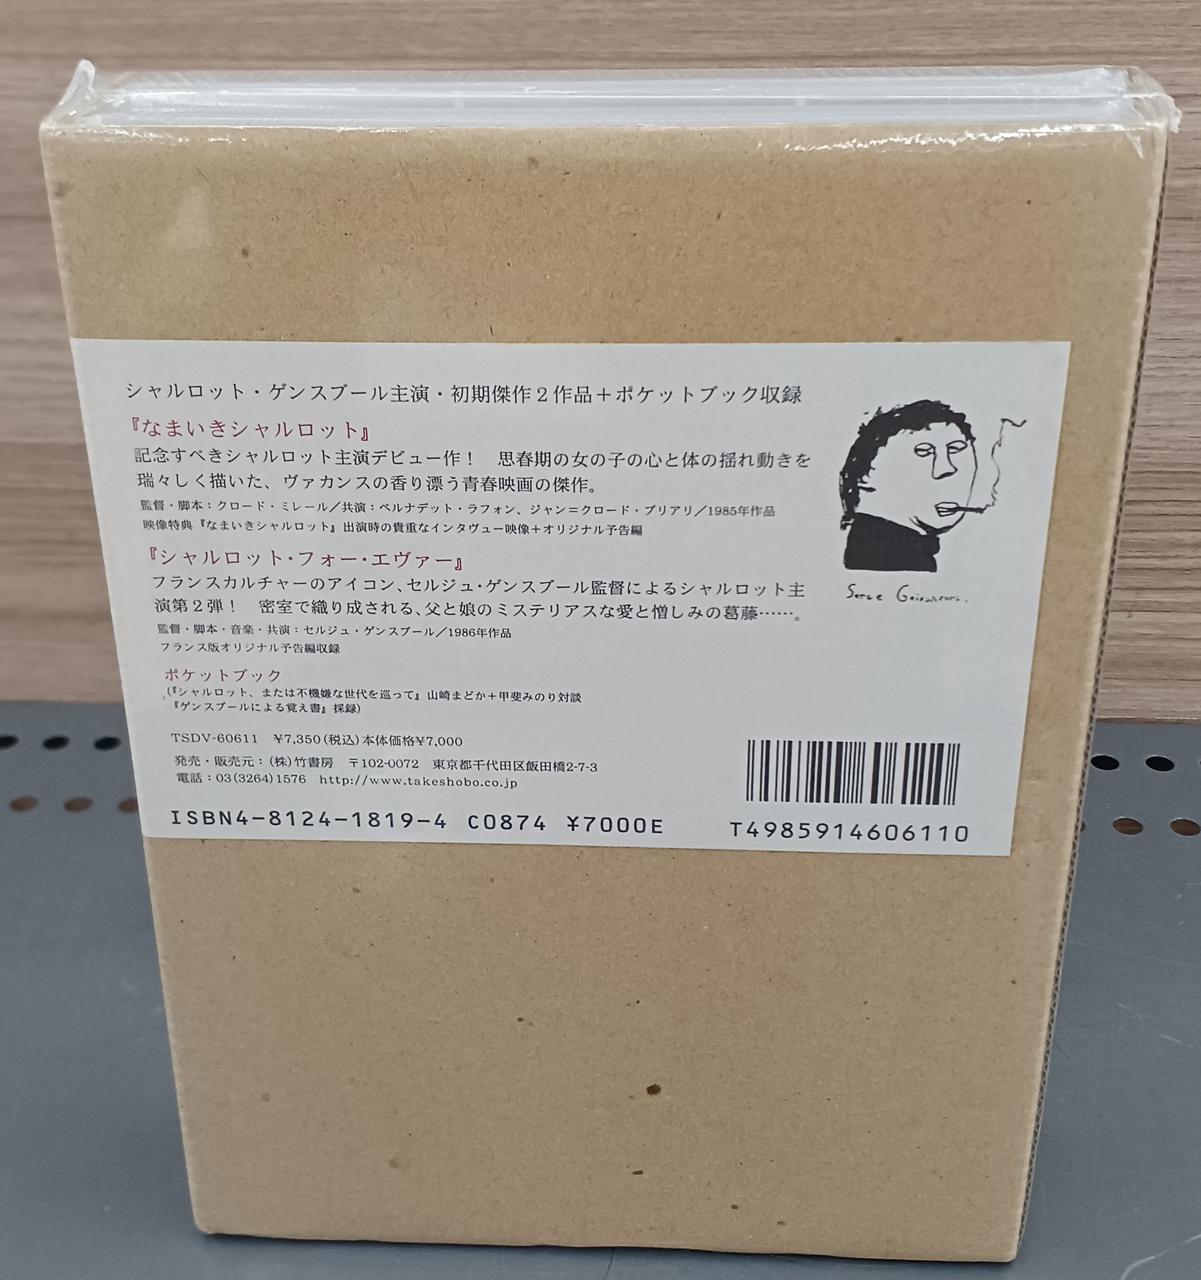 シャルロット・ゲンスブール主演・初期傑作2作品＋ポケットブック収録
『なまいきシャルロット』
記念すべきシャルロット主演デビュー作！　思春期の女の子の心と体の揺れ動きを
瑞々しく描いた、ヴァカンスの香り漂う青春映画の傑作。
監督・脚本：クロード・ミレール／共演：ベルナデット・ラフォン、ジャン＝クロード・ブリアリ／1985年作品
映像特典『なまいきシャルロット』出演時の貴重なインタヴュー映像＋オリジナル予告編
『シャルロット・フォー・エヴァー』
フランスカルチャーのアイコン、セルジュ・ゲンスブール監督によるシャルロット主
演第2弾！　密室で織り成される、父と娘のミステリアスな愛と憎しみの葛藤……。
監督・脚本・音楽・共演：セルジュ・ゲンスブール／1986年作品
フランス版オリジナル予告編収録
ポケットブック
(『シャルロット、または不機嫌な世代を巡って』山崎まどか＋甲斐みのり対談
『ゲンスブールによる覚え書』採録)
TSDV-60611　¥7,350(税込)本体価格¥7,000
発売・販売元：(株)竹書房　〒102-0072　東京都千代田区飯田橋2-7-3
電話：03(3264)1576　http://www.takeshobo.co.jp
ISBN4-8124-1819-4 C0874 ¥7000E
T4985914606110
Serge